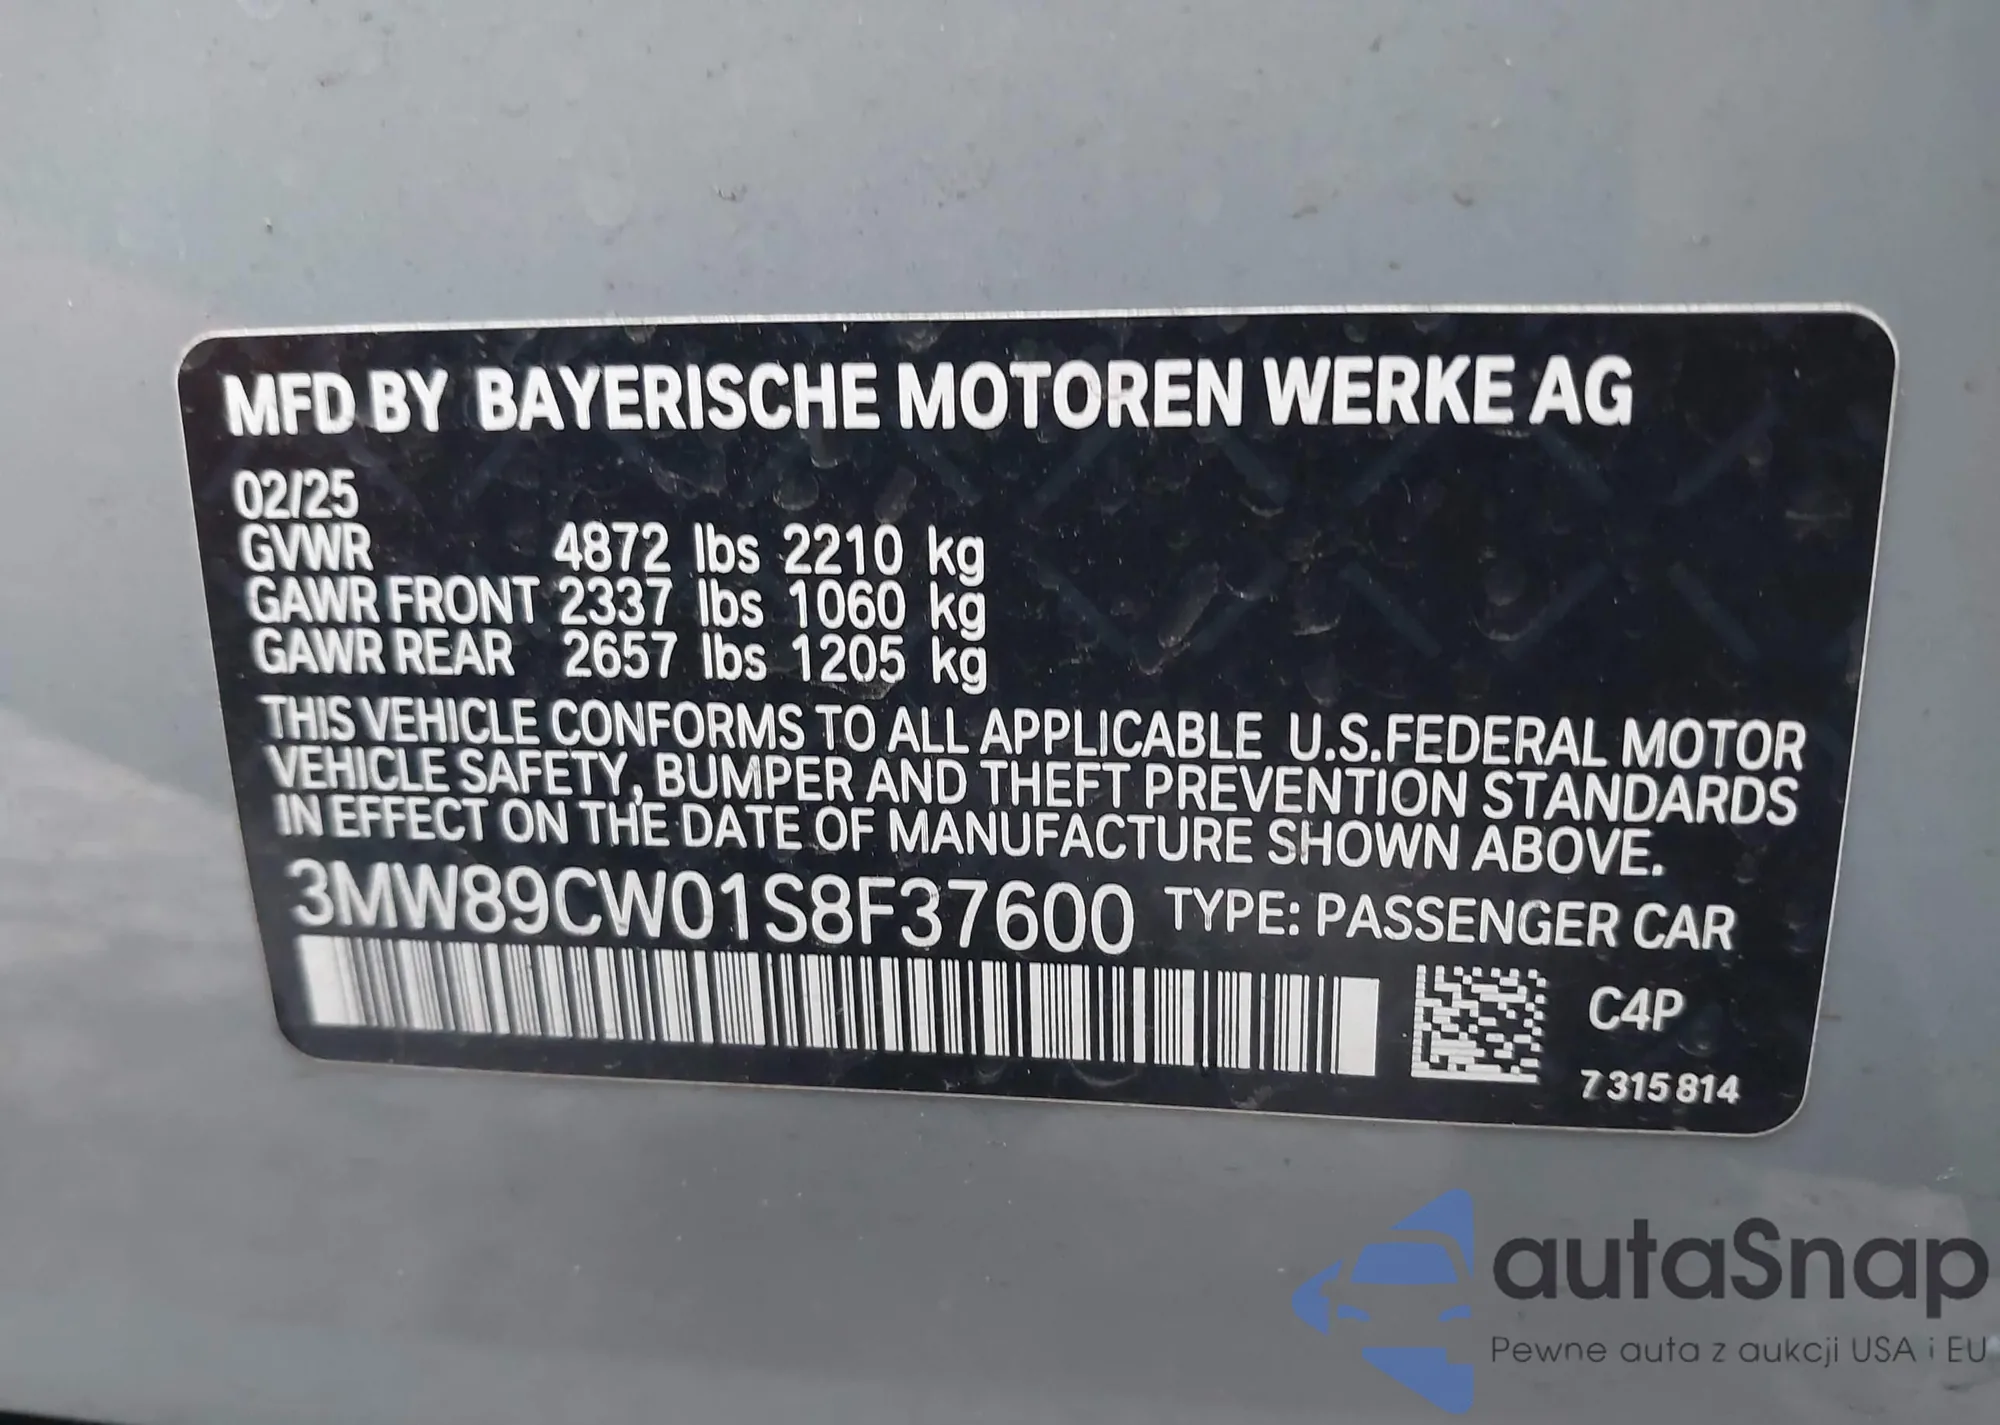 MFD BY BAYERISCHE MOTOREN WERKE AG
02/25
GVWR 4872 lbs 2210 kg
GAWR FRONT 2337 lbs 1060 kg
GAWR REAR 2657 lbs 1205 kg
THIS VEHICLE CONFORMS TO ALL APPLICABLE U.S.FEDERAL MOTOR
VEHICLE SAFETY, BUMPER AND THEFT PREVENTION STANDARDS
IN EFFECT ON THE DATE OF MANUFACTURE SHOWN ABOVE.
3MW89CW01S8F37600 TYPE: PASSENGER CAR
C4P
7 315 814
autaSnap
Pewne auta z aukcji USA i EU